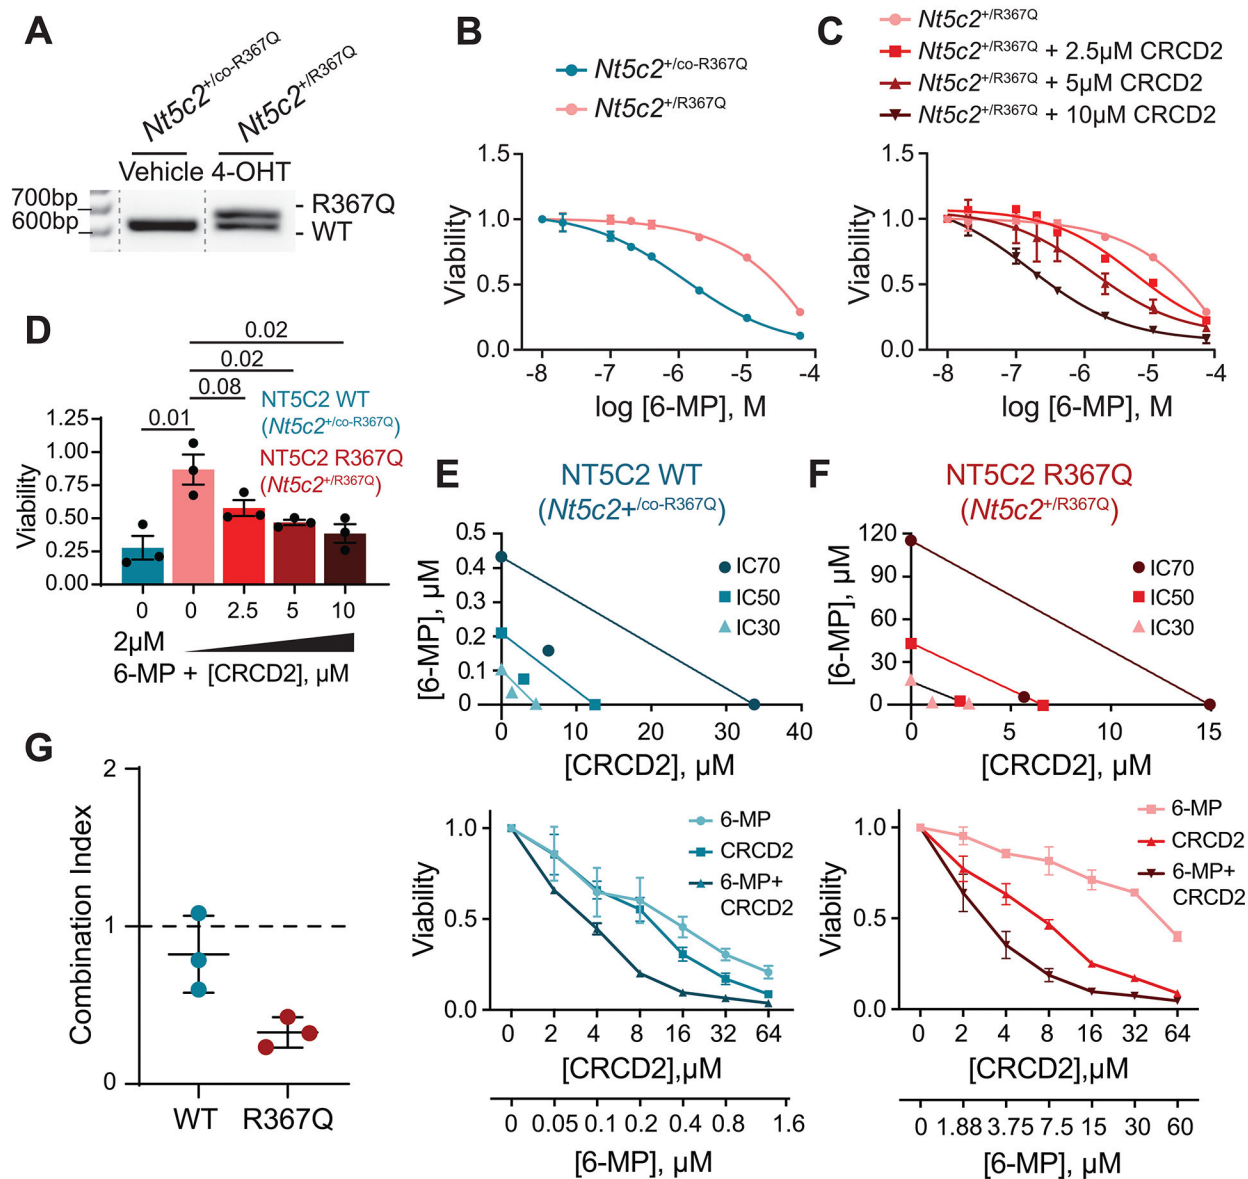 A
Nt5c2+/co-R367Q
Nt5c2+/R367Q
Vehicle 4-OHT
700bp
600bp
R367Q
WT
B
Nt5c2+/co-R367Q
Nt5c2+/R367Q
Viability
1.5
1.0
0.5
0.0
-8 -7 -6 -5 -4
log [6-MP], M
C
Nt5c2+/R367Q
Nt5c2+/R367Q + 2.5µM CRCD2
Nt5c2+/R367Q + 5µM CRCD2
Nt5c2+/R367Q + 10µM CRCD2
Viability
1.5
1.0
0.5
0.0
-8 -7 -6 -5 -4
log [6-MP], M
D
0.02
0.02
0.08
0.01
NT5C2 WT
(Nt5c2+/co-R367Q)
NT5C2 R367Q
(Nt5c2+/R367Q)
Viability
1.25
1.00
0.75
0.50
0.25
0.00
0 0 2.5 5 10
2µM
6-MP + [CRCD2], µM
E
NT5C2 WT
(Nt5c2+/co-R367Q)
[6-MP], µM
0.5
0.4
0.3
0.2
0.1
0
IC70
IC50
IC30
0 10 20 30 40
[CRCD2], µM
Viability
1.0
0.5
0.0
6-MP
CRCD2
6-MP+
CRCD2
0 2 4 8 16 32 64
[CRCD2],µM
0 0.05 0.1 0.2 0.4 0.8 1.6
[6-MP], µM
F
NT5C2 R367Q
(Nt5c2+/R367Q)
[6-MP], µM
120
90
60
30
0
IC70
IC50
IC30
0 5 10 15
[CRCD2], µM
Viability
1.0
0.5
0.0
6-MP
CRCD2
6-MP+
CRCD2
0 2 4 8 16 32 64
[CRCD2],µM
0 1.88 3.75 7.5 15 30 60
[6-MP], µM
G
Combination Index
2
1
0
WT R367Q